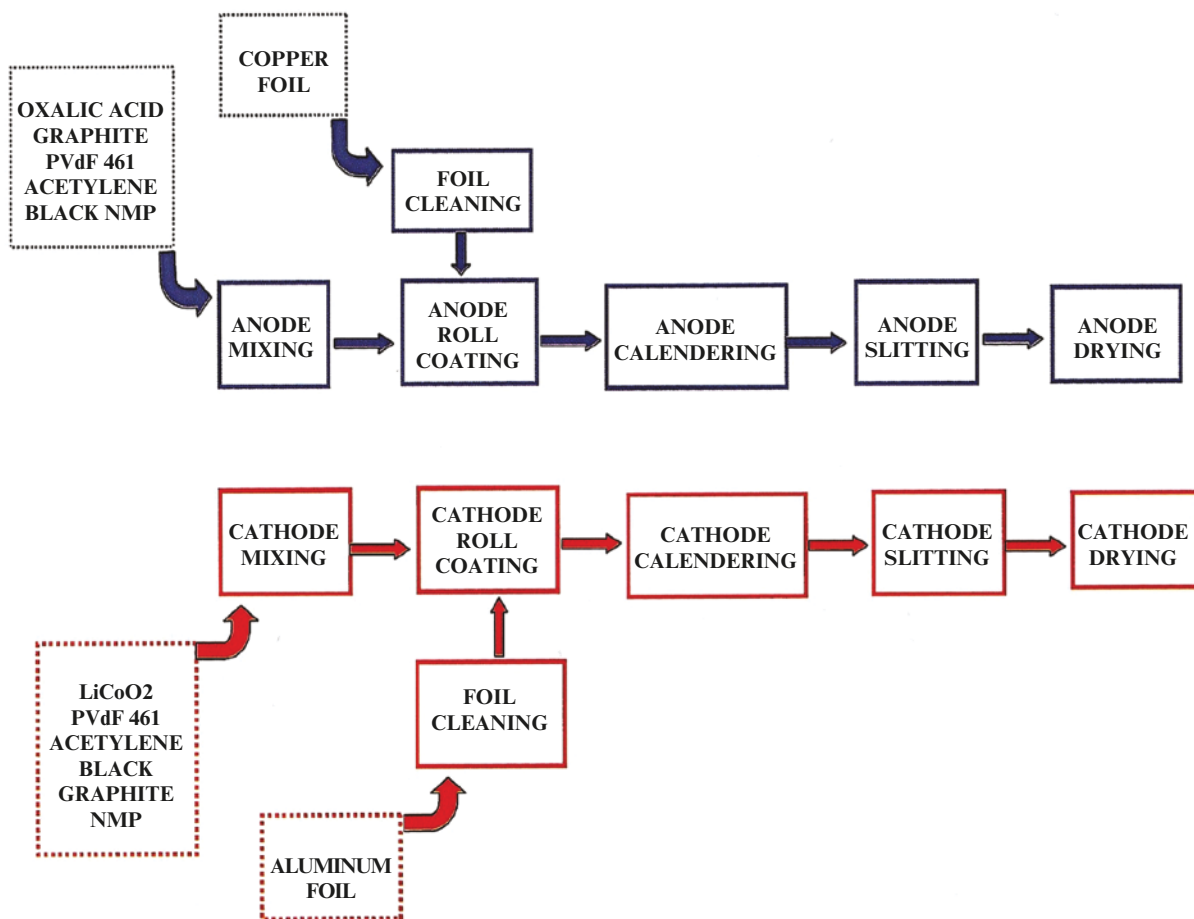 COPPER
FOIL
OXALIC ACID
GRAPHITE
PVdF 461
ACETYLENE
BLACK NMP
FOIL
CLEANING
ANODE
MIXING
ANODE
ROLL
COATING
ANODE
CALENDERING
ANODE
SLITTING
ANODE
DRYING
CATHODE
MIXING
CATHODE
ROLL
COATING
CATHODE
CALENDERING
CATHODE
SLITTING
CATHODE
DRYING
LiCoO2
PVdF 461
ACETYLENE
BLACK
GRAPHITE
NMP
FOIL
CLEANING
ALUMINUM
FOIL